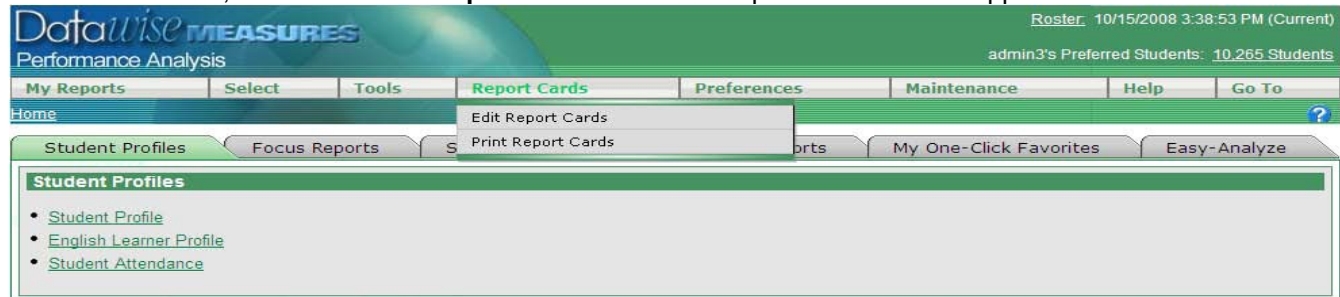 Datawise MEASURES
Roster: 10/15/2008 3:38:53 PM (Current)
Performance Analysis
admin3's Preferred Students: 10,265 Students
My Reports Select Tools Report Cards Preferences Maintenance Help Go To
Home
Edit Report Cards
?
Print Report Cards
Student Profiles Focus Reports My One-Click Favorites Easy-Analyze
Student Profiles
• Student Profile
• English Learner Profile
• Student Attendance